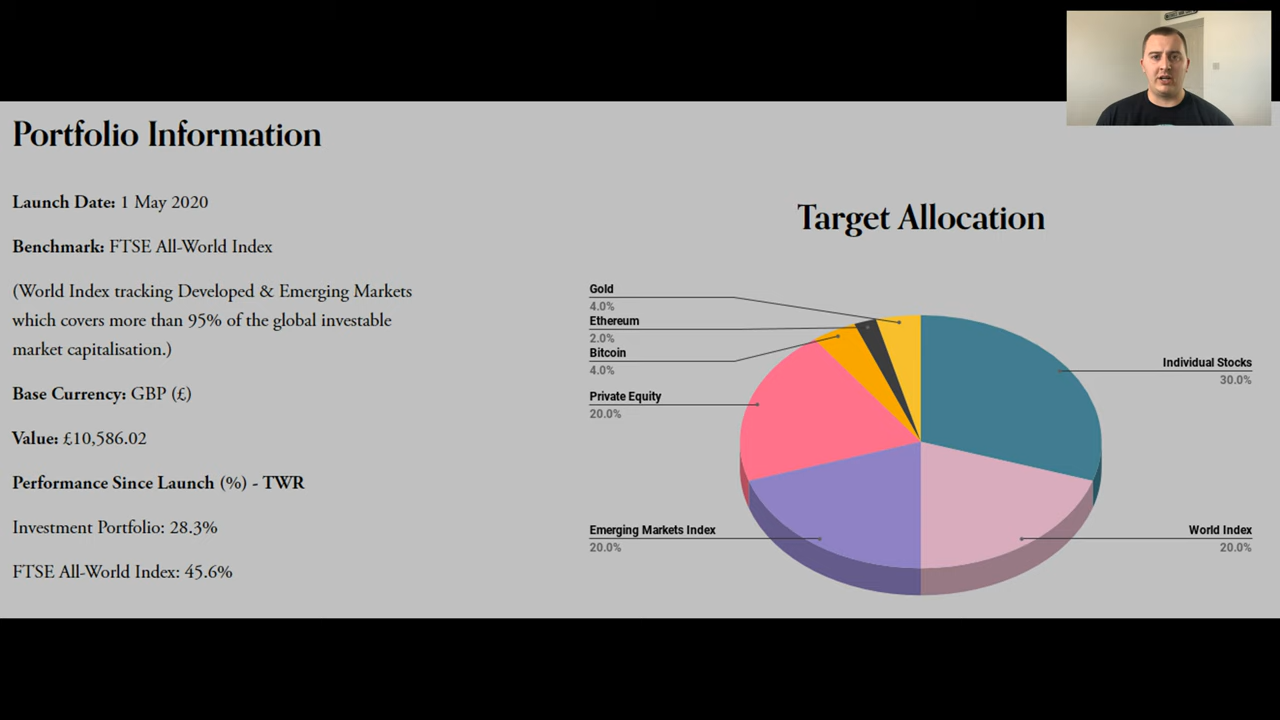 Portfolio Information
Launch Date: 1 May 2020
Benchmark: FTSE All-World Index
(World Index tracking Developed & Emerging Markets
which covers more than 95% of the global investable
market capitalisation.)
Base Currency: GBP (£)
Value: £10,586.02
Performance Since Launch (%) - TWR
Investment Portfolio: 28.3%
FTSE All-World Index: 45.6%
Target Allocation
Gold
4.0%
Ethereum
2.0%
Bitcoin
4.0%
Private Equity
20.0%
Emerging Markets Index
20.0%
Individual Stocks
30.0%
World Index
20.0%